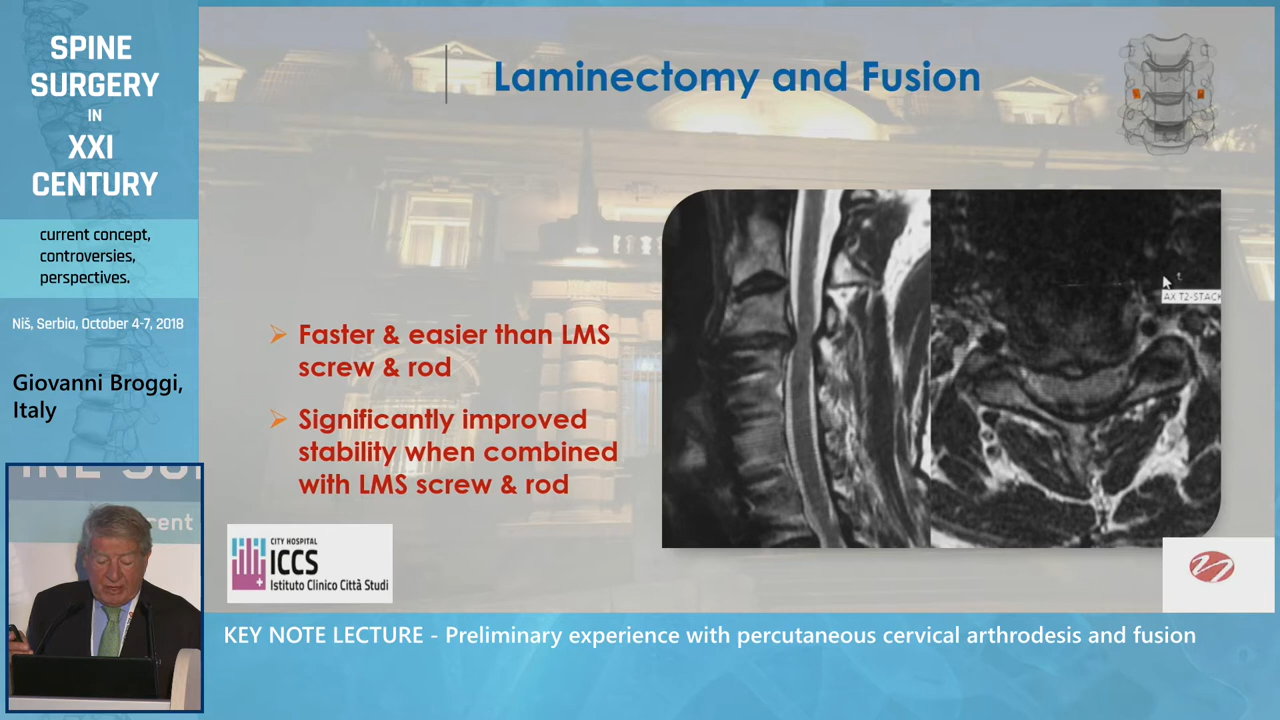 SPINE
SURGERY
IN
XXI
CENTURY
current concept,
controversies,
perspectives.
Niš, Serbia, October 4-7, 2018
Giovanni Broggi,
Italy
Laminectomy and Fusion
Faster & easier than LMS
screw & rod
Significantly improved
stability when combined
with LMS screw & rod
AX T2-STACK
CITY HOSPITAL
ICCS
Istituto Clinico Città Studi
KEY NOTE LECTURE - Preliminary experience with percutaneous cervical arthrodesis and fusion